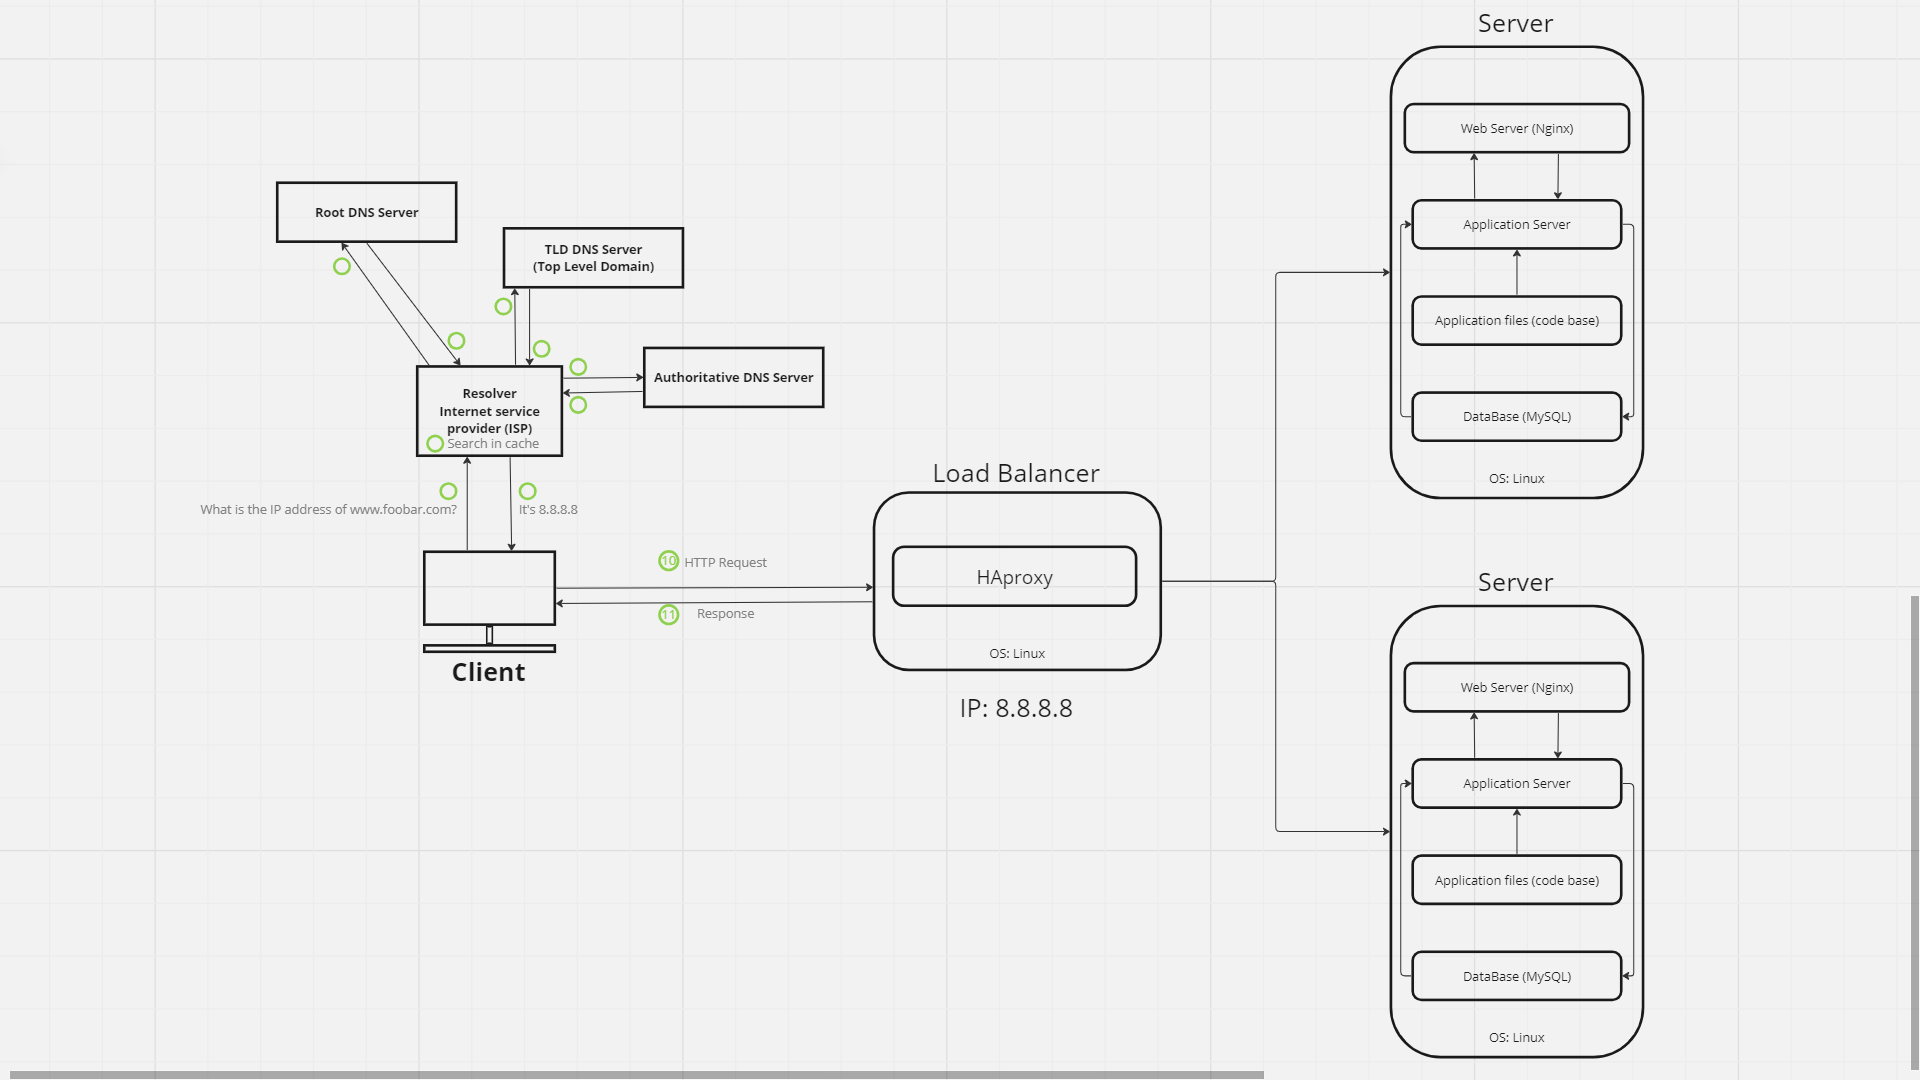 Server
Web Server (Nginx)
Application Server
Application files (code base)
DataBase (MySQL)
OS: Linux
Root DNS Server
TLD DNS Server
(Top Level Domain)
Authoritative DNS Server
Resolver
Internet service
provider (ISP)
Search in cache
What is the IP address of www.foobar.com?
It's 8.8.8.8
Client
10 HTTP Request
11 Response
Load Balancer
HAproxy
OS: Linux
IP: 8.8.8.8
Server
Web Server (Nginx)
Application Server
Application files (code base)
DataBase (MySQL)
OS: Linux